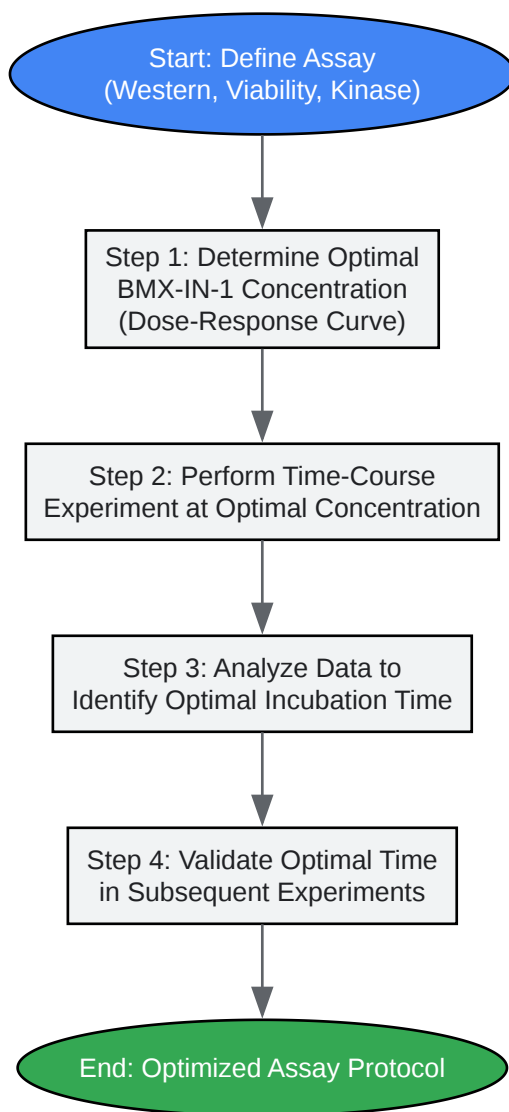 Start: Define Assay
(Western, Viability, Kinase)
Step 1: Determine Optimal
BMX-IN-1 Concentration
(Dose-Response Curve)
Step 2: Perform Time-Course
Experiment at Optimal Concentration
Step 3: Analyze Data to
Identify Optimal Incubation Time
Step 4: Validate Optimal Time
in Subsequent Experiments
End: Optimized Assay Protocol